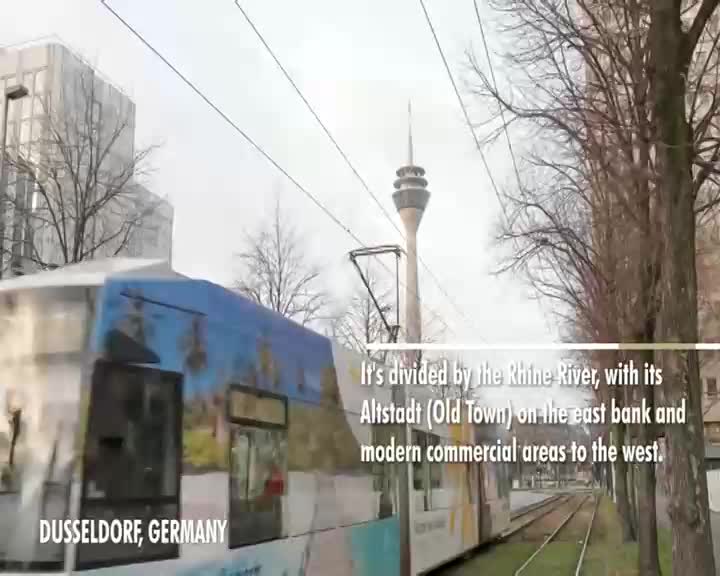 It's divided by the Rhine River, with its
Altstadt (Old Town) on the east bank and
modern commercial areas to the west.
DUSSELDORF, GERMANY